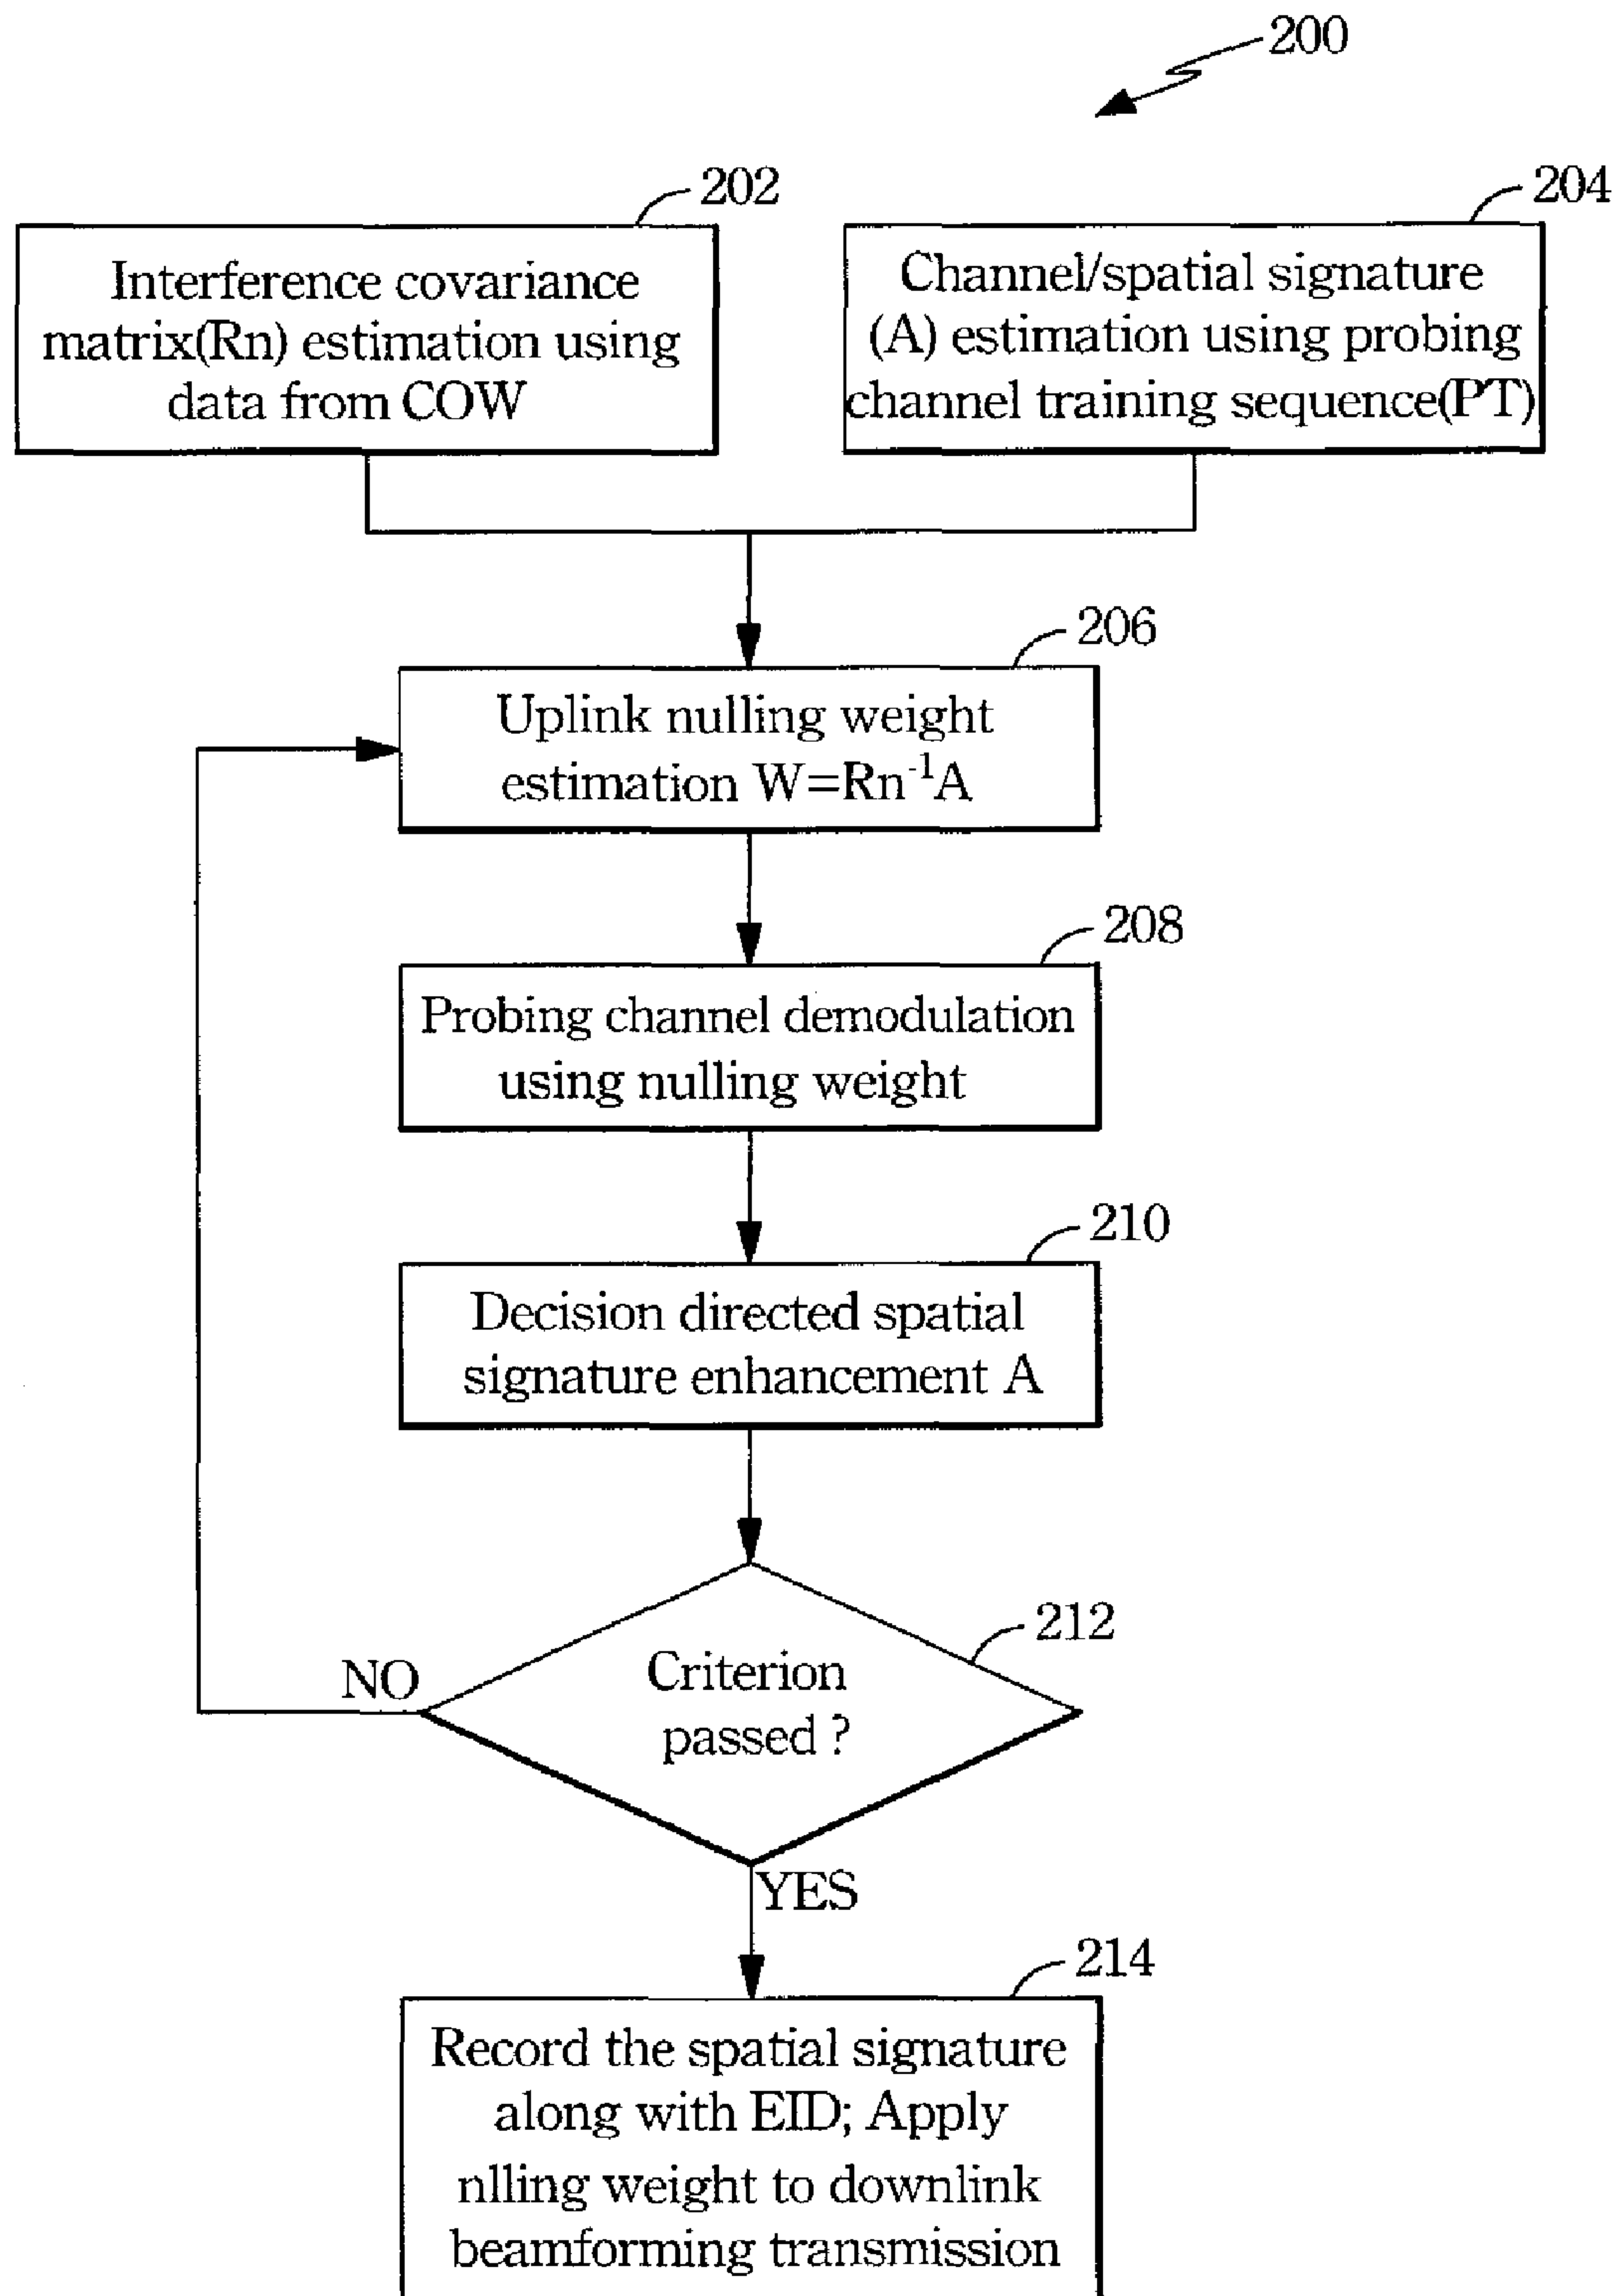 200
202
Interference covariance
matrix(Rn) estimation using
data from COW
204
Channel/spatial signature
(A) estimation using probing
channel training sequence(PT)
206
Uplink nulling weight
estimation W=Rn⁻¹A
208
Probing channel demodulation
using nulling weight
210
Decision directed spatial
signature enhancement A
212
Criterion
passed ?
NO
YES
214
Record the spatial signature
along with EID; Apply
nlling weight to downlink
beamforming transmission